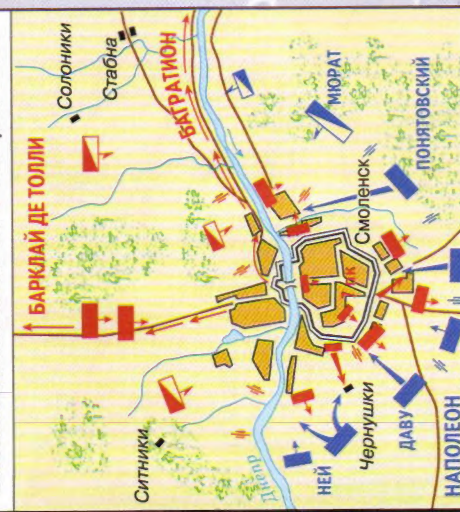 Солоники
Стабна
БАРКЛАЙ ДЕ ТОЛЛИ
БАГРАТИОН
МЮРАТ
ПОНЯТОВСКИЙ
Смоленск
Ситники
Днепр
НЕЙ
Чернушки
ДАВУ
НАПОЛЕОН